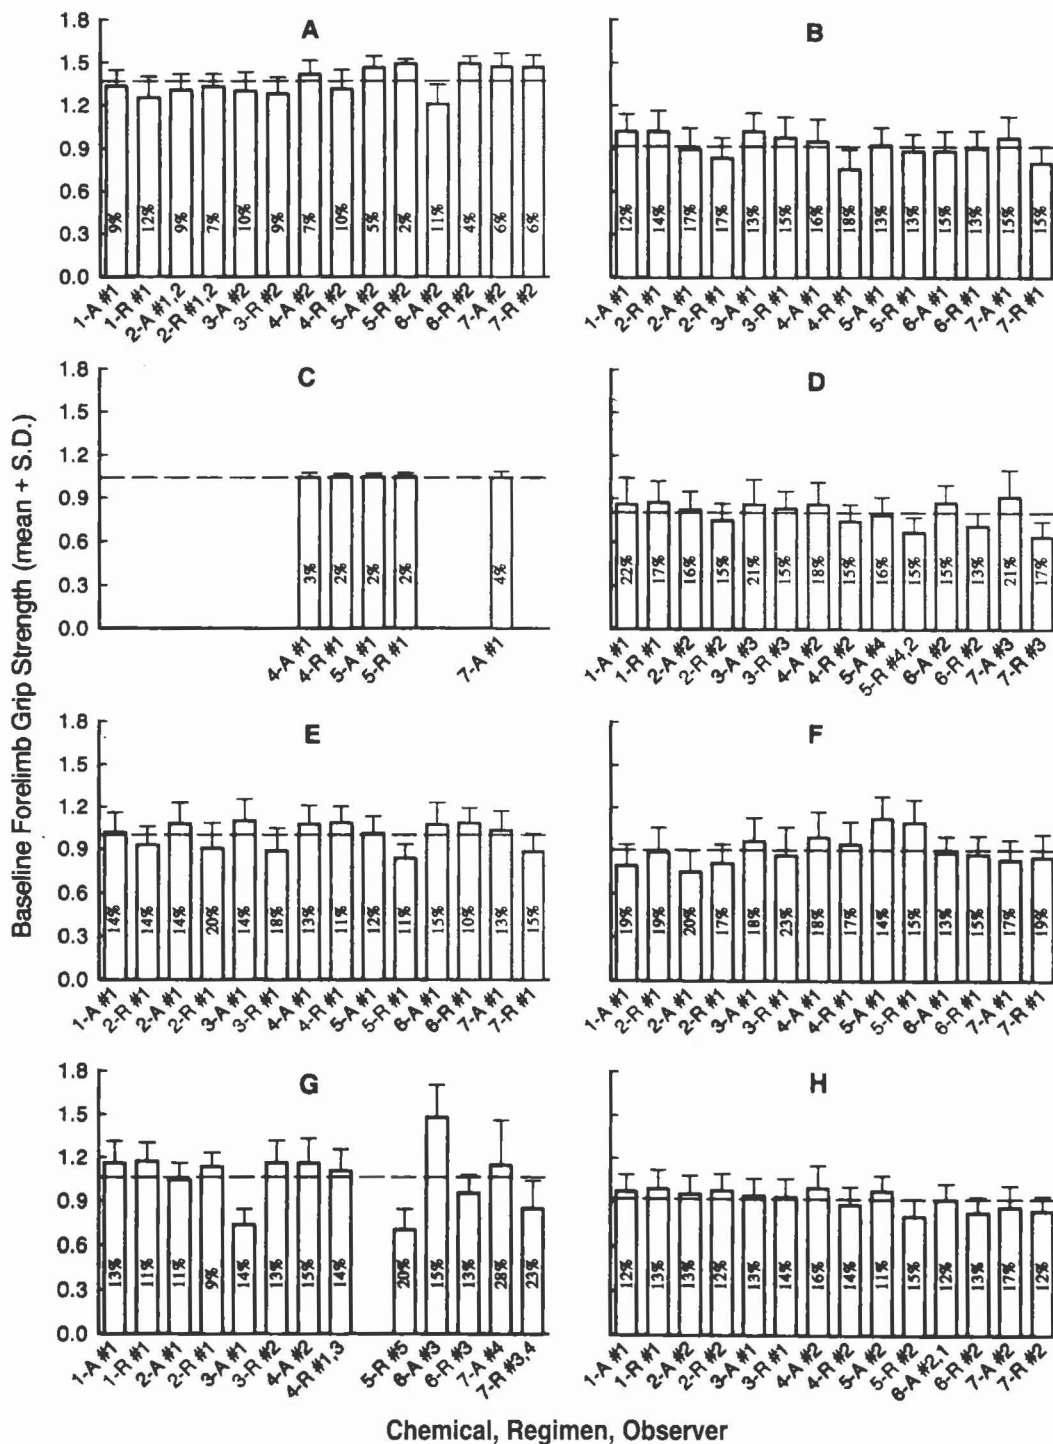 Baseline Forelimb Grip Strength (mean + S.D.)
A
1.8
1.5
1.2
0.9
0.6
0.3
0.0
9% 12% 9% 7% 10% 9% 7% 10% 5% 2% 11% 4% 6% 6%
1-A #1 1-R #1 2-A #1,2 2-R #1,2 3-A #2 3-R #2 4-A #2 4-R #2 5-A #2 5-R #2 6-A #2 6-R #2 7-A #2 7-R #2
B
12% 14% 17% 17% 13% 15% 16% 18% 13% 13% 15% 13% 15% 15%
1-A #1 2-R #1 2-A #1 2-R #1 3-A #1 3-R #1 4-A #1 4-R #1 5-A #1 5-R #1 6-A #1 6-R #1 7-A #1 7-R #1
C
1.8
1.5
1.2
0.9
0.6
0.3
0.0
3% 2% 2% 2% 4%
4-A #1 4-R #1 5-A #1 5-R #1 7-A #1
D
22% 17% 16% 15% 21% 15% 18% 15% 16% 15% 15% 13% 21% 17%
1-A #1 1-R #1 2-A #2 2-R #2 3-A #3 3-R #3 4-A #2 4-R #2 5-A #4 5-R #4,2 6-A #2 6-R #2 7-A #3 7-R #3
E
1.8
1.5
1.2
0.9
0.6
0.3
0.0
14% 14% 14% 20% 14% 18% 13% 11% 12% 11% 15% 10% 13% 15%
1-A #1 2-R #1 2-A #1 2-R #1 3-A #1 3-R #1 4-A #1 4-R #1 5-A #1 5-R #1 6-A #1 6-R #1 7-A #1 7-R #1
F
19% 19% 20% 17% 18% 23% 18% 17% 14% 15% 13% 15% 17% 19%
1-A #1 2-R #1 2-A #1 2-R #1 3-A #1 3-R #1 4-A #2 4-R #2 5-A #1 5-R #1 6-A #1 6-R #2 7-A #1 7-R #1
G
1.8
1.5
1.2
0.9
0.6
0.3
0.0
13% 11% 11% 9% 14% 13% 15% 14% 20% 15% 13% 28% 23%
1-A #1 1-R #1 2-A #1 2-R #1 3-A #1 3-R #2 4-A #2 4-R #1,3 5-R #5 6-A #3 6-R #3 7-A #4 7-R #3,4
H
12% 13% 13% 12% 13% 14% 16% 14% 11% 15% 12% 13% 17% 12%
1-A #1 1-R #1 2-A #2 2-R #2 3-A #1 3-R #1 4-A #2 4-R #2 5-A #2 5-R #2 6-A #2,1 6-R #2 7-A #2 7-R #2
Chemical, Regimen, Observer